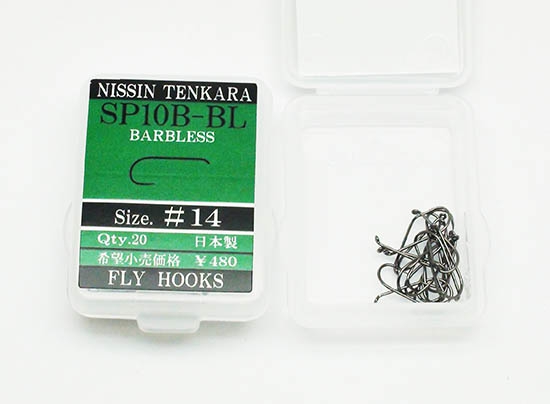 NISSIN TENKARA
SP10B-BL
BARBLESS
Size. #14
Qty.20 日本製
希望小売価格 ¥480
FLY HOOKS